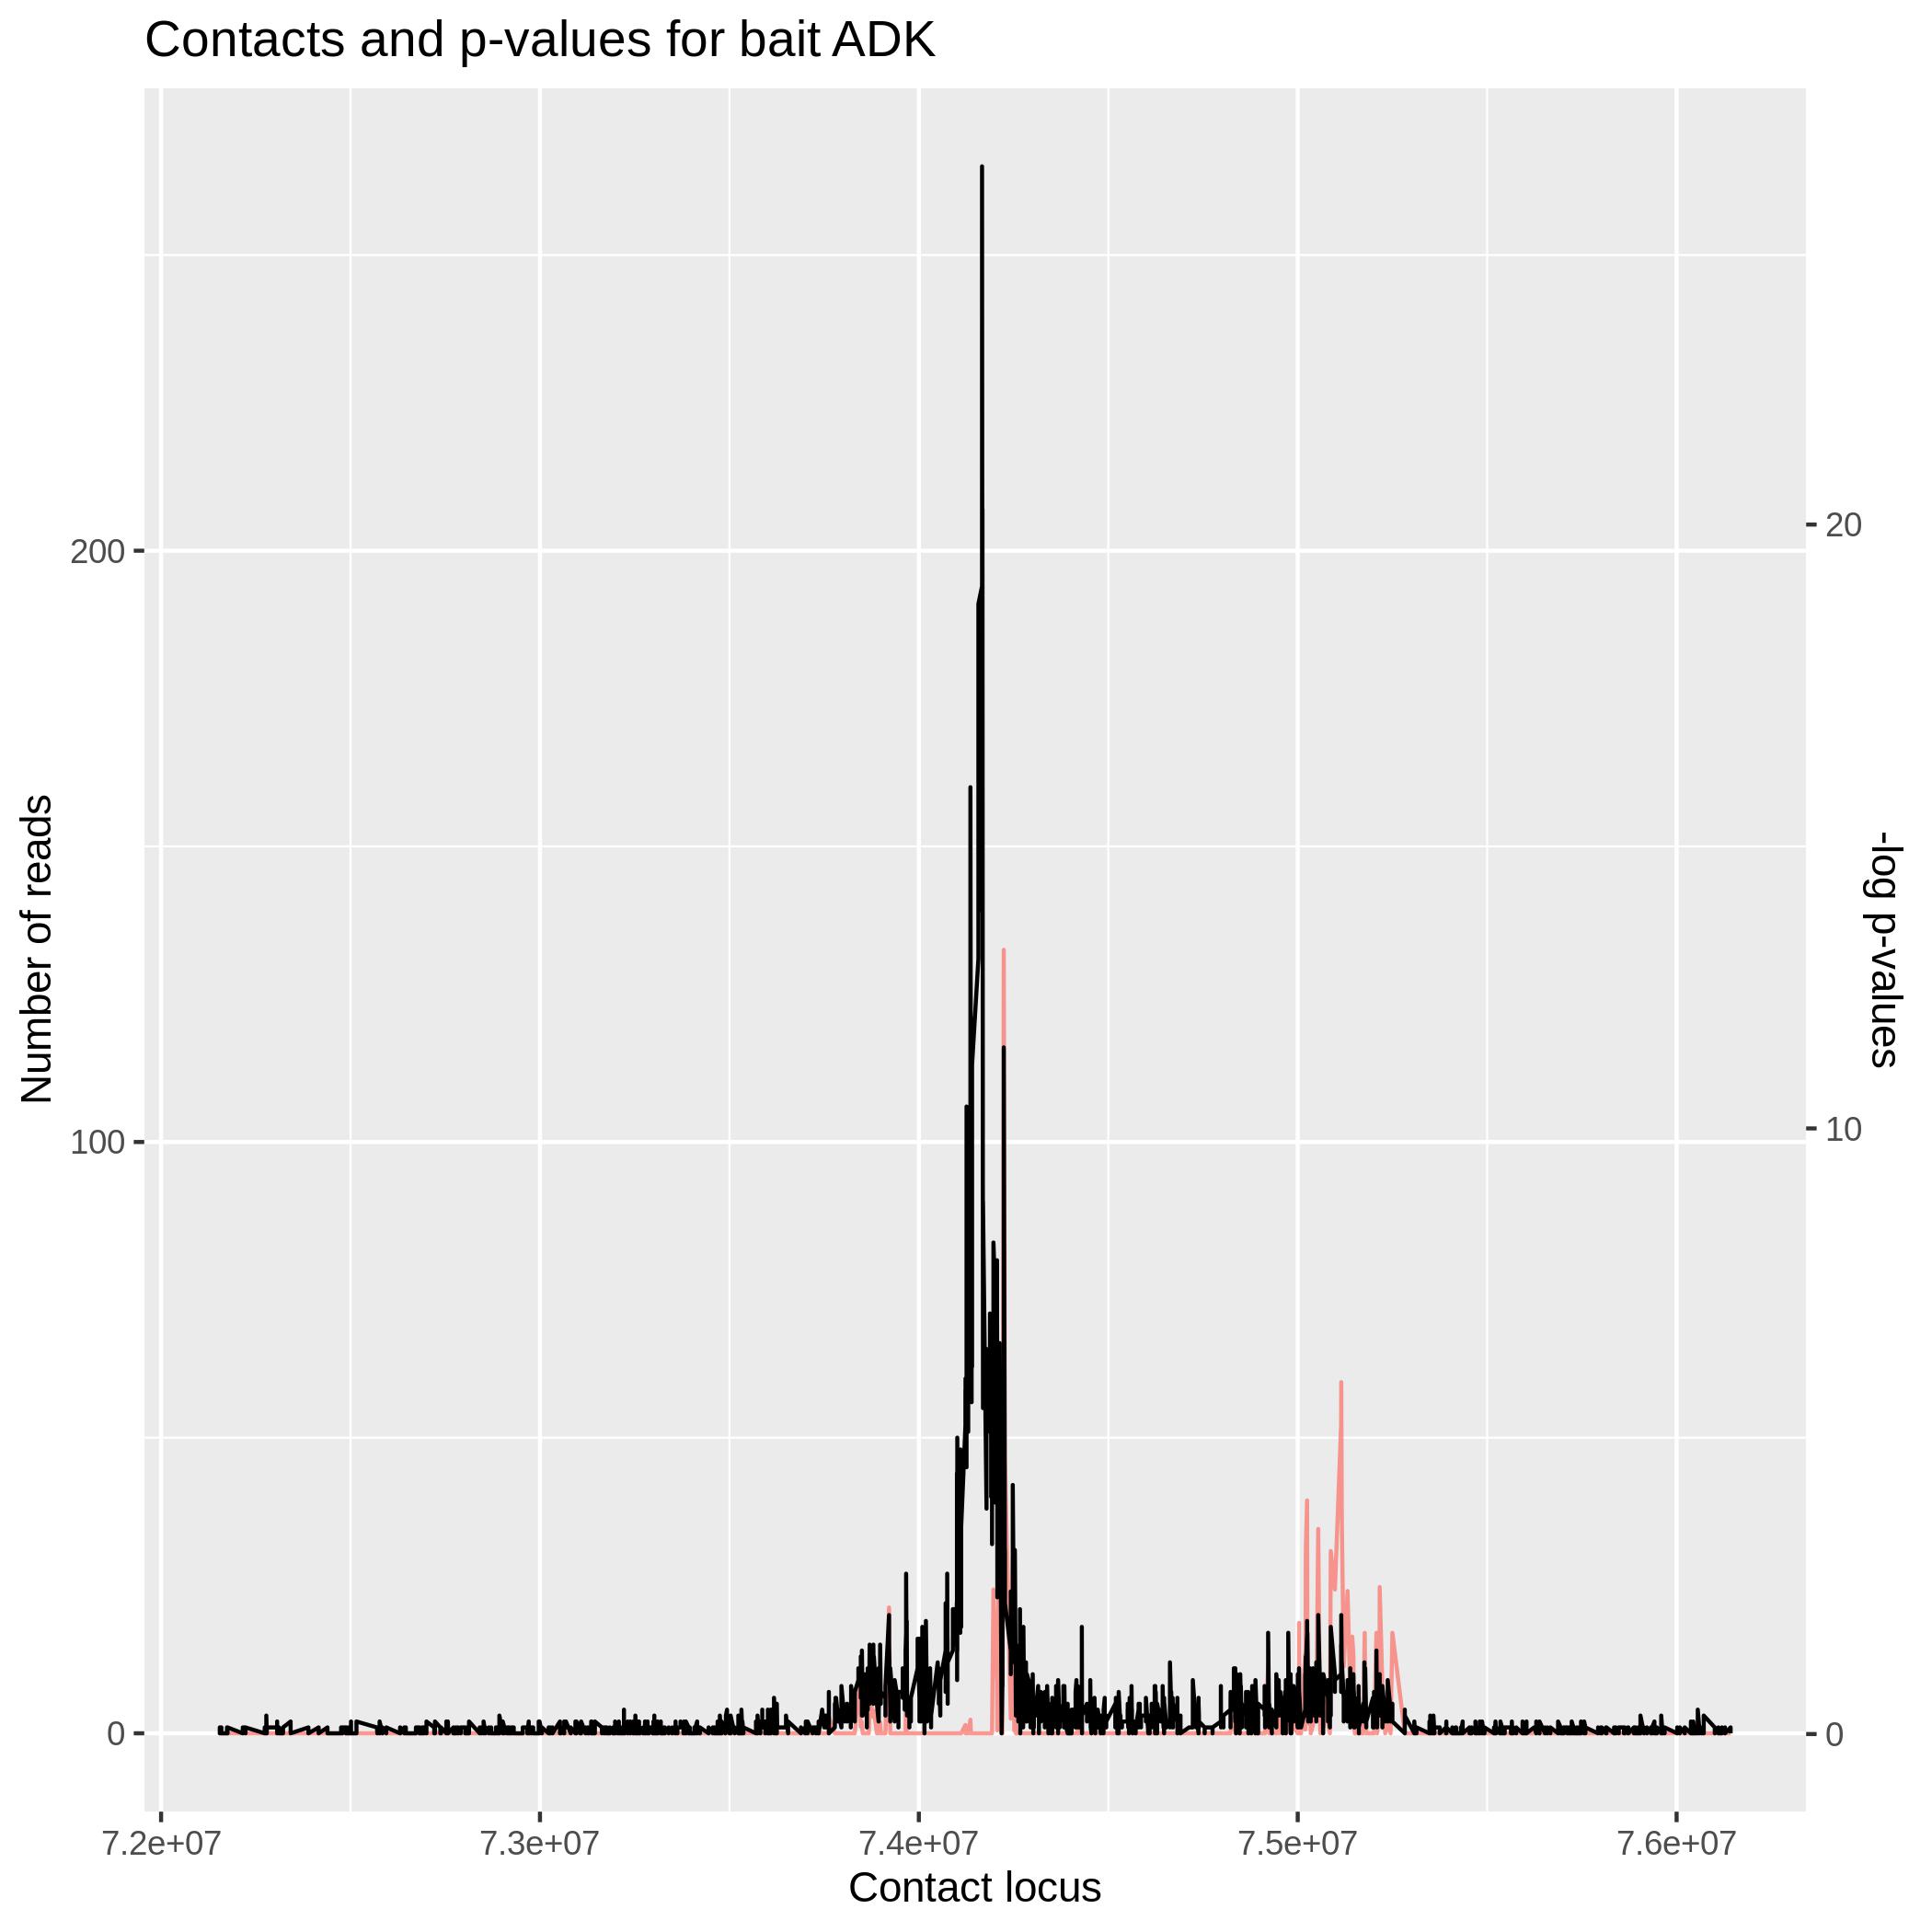 Contacts and p-values for bait ADK
Number of reads
200
100
0
20
10
0
-log p-values
7.2e+07 7.3e+07 7.4e+07 7.5e+07 7.6e+07
Contact locus